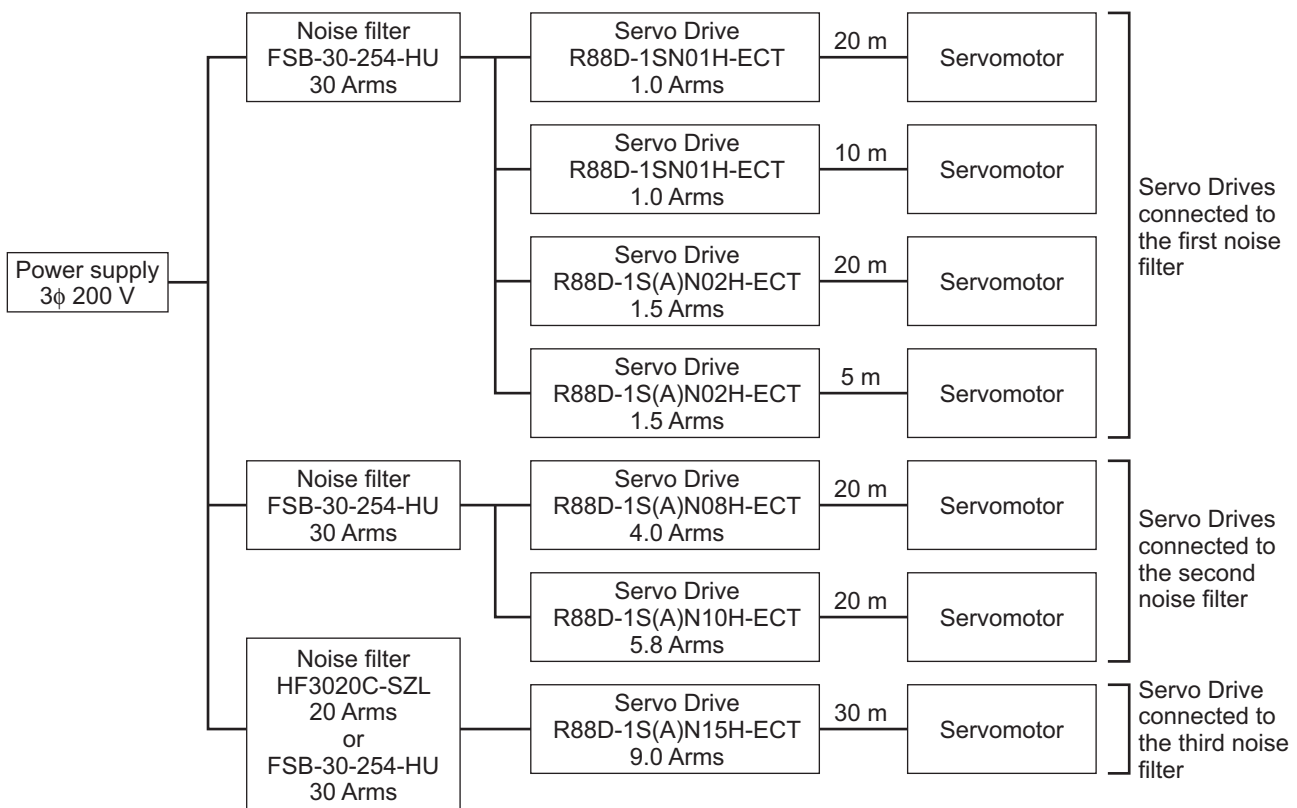 Power supply
3ϕ 200 V
Noise filter
FSB-30-254-HU
30 Arms
Servo Drive
R88D-1SN01H-ECT
1.0 Arms
20 m
Servomotor
Servo Drive
R88D-1SN01H-ECT
1.0 Arms
10 m
Servomotor
Servo Drive
R88D-1S(A)N02H-ECT
1.5 Arms
20 m
Servomotor
Servo Drive
R88D-1S(A)N02H-ECT
1.5 Arms
5 m
Servomotor
Servo Drives
connected to
the first noise
filter
Noise filter
FSB-30-254-HU
30 Arms
Servo Drive
R88D-1S(A)N08H-ECT
4.0 Arms
20 m
Servomotor
Servo Drive
R88D-1S(A)N10H-ECT
5.8 Arms
20 m
Servomotor
Servo Drives
connected to
the second
noise filter
Noise filter
HF3020C-SZL
20 Arms
or
FSB-30-254-HU
30 Arms
Servo Drive
R88D-1S(A)N15H-ECT
9.0 Arms
30 m
Servomotor
Servo Drive
connected to
the third noise
filter